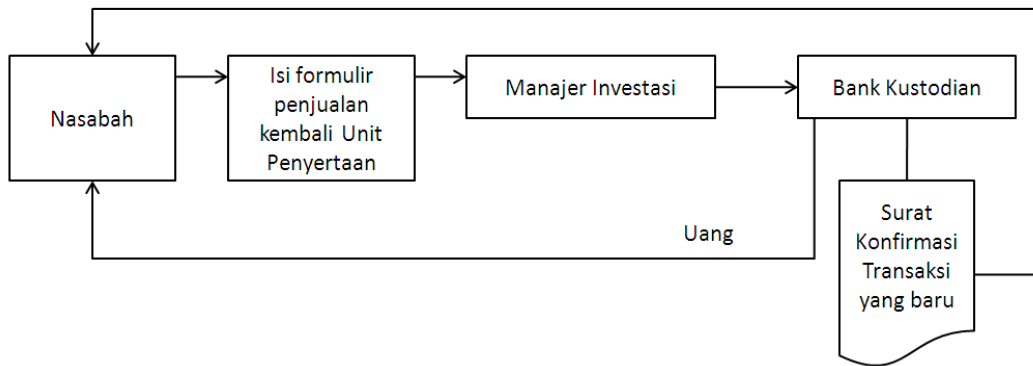 Nasabah
Isi formulir
penjualan
kembali Unit
Penyertaan
Manajer Investasi
Bank Kustodian
Uang
Surat
Konfirmasi
Transaksi
yang baru